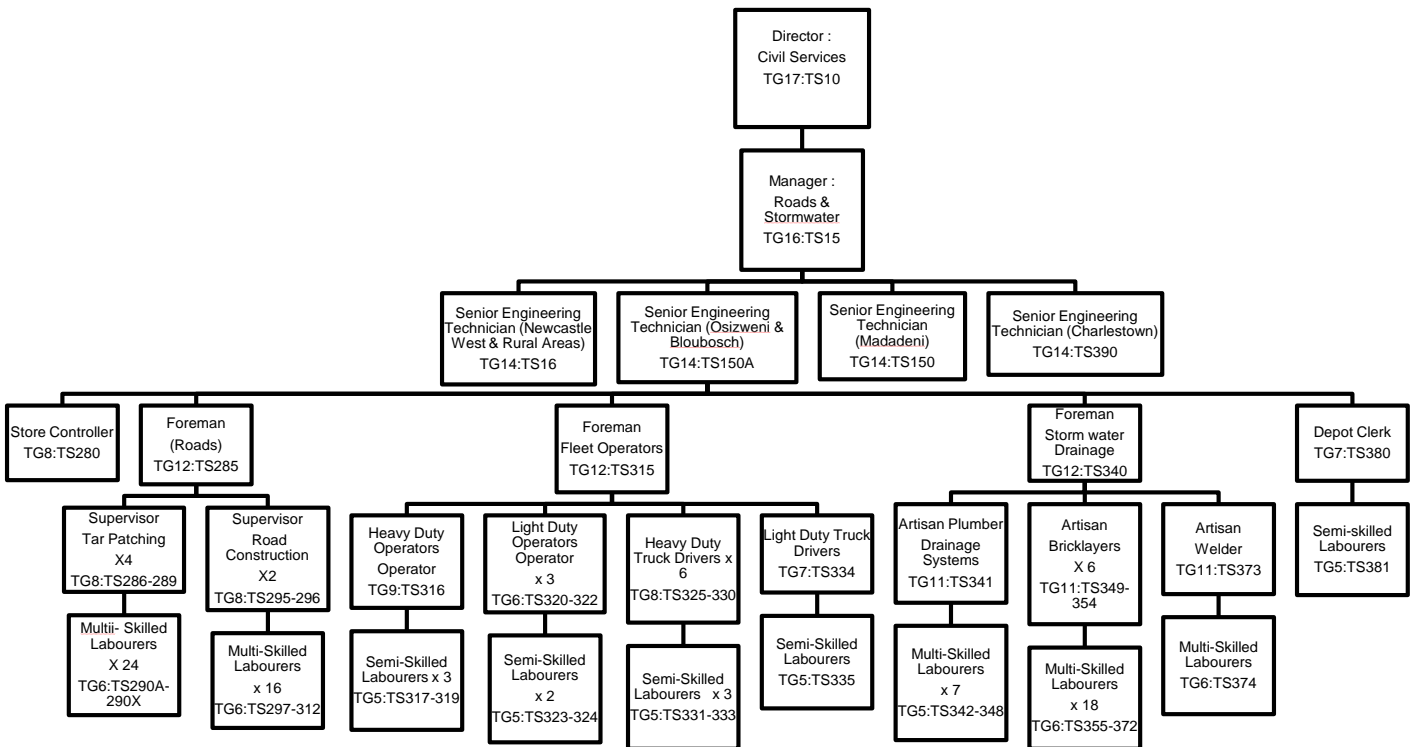 Director :
Civil Services
TG17:TS10
Manager :
Roads &
Stormwater
TG16:TS15
Senior Engineering
Technician (Newcastle
West & Rural Areas)
TG14:TS16
Senior Engineering
Technician (Osizweni &
Bloubosch)
TG14:TS150A
Senior Engineering
Technician
(Madadeni)
TG14:TS150
Senior Engineering
Technician (Charlestown)
TG14:TS390
Store Controller
TG8:TS280
Foreman
(Roads)
TG12:TS285
Foreman
Fleet Operators
TG12:TS315
Foreman
Storm water
Drainage
TG12:TS340
Depot Clerk
TG7:TS380
Supervisor
Tar Patching
X4
TG8:TS286-289
Supervisor
Road
Construction
X2
TG8:TS295-296
Heavy Duty
Operators
Operator
TG9:TS316
Light Duty
Operators
Operator
x 3
TG6:TS320-322
Heavy Duty
Truck Drivers x
6
TG8:TS325-330
Light Duty Truck
Drivers
TG7:TS334
Artisan Plumber
Drainage
Systems
TG11:TS341
Artisan
Bricklayers
X 6
TG11:TS349-
354
Artisan
Welder
TG11:TS373
Semi-skilled
Labourers
TG5:TS381
Multii- Skilled
Labourers
X 24
TG6:TS290A-
290X
Multi-Skilled
Labourers
x 16
TG6:TS297-312
Semi-Skilled
Labourers x 3
TG5:TS317-319
Semi-Skilled
Labourers
x 2
TG5:TS323-324
Semi-Skilled
Labourers x 3
TG5:TS331-333
Semi-Skilled
Labourers
TG5:TS335
Multi-Skilled
Labourers
x 7
TG5:TS342-348
Multi-Skilled
Labourers
x 18
TG6:TS355-372
Multi-Skilled
Labourers
TG6:TS374